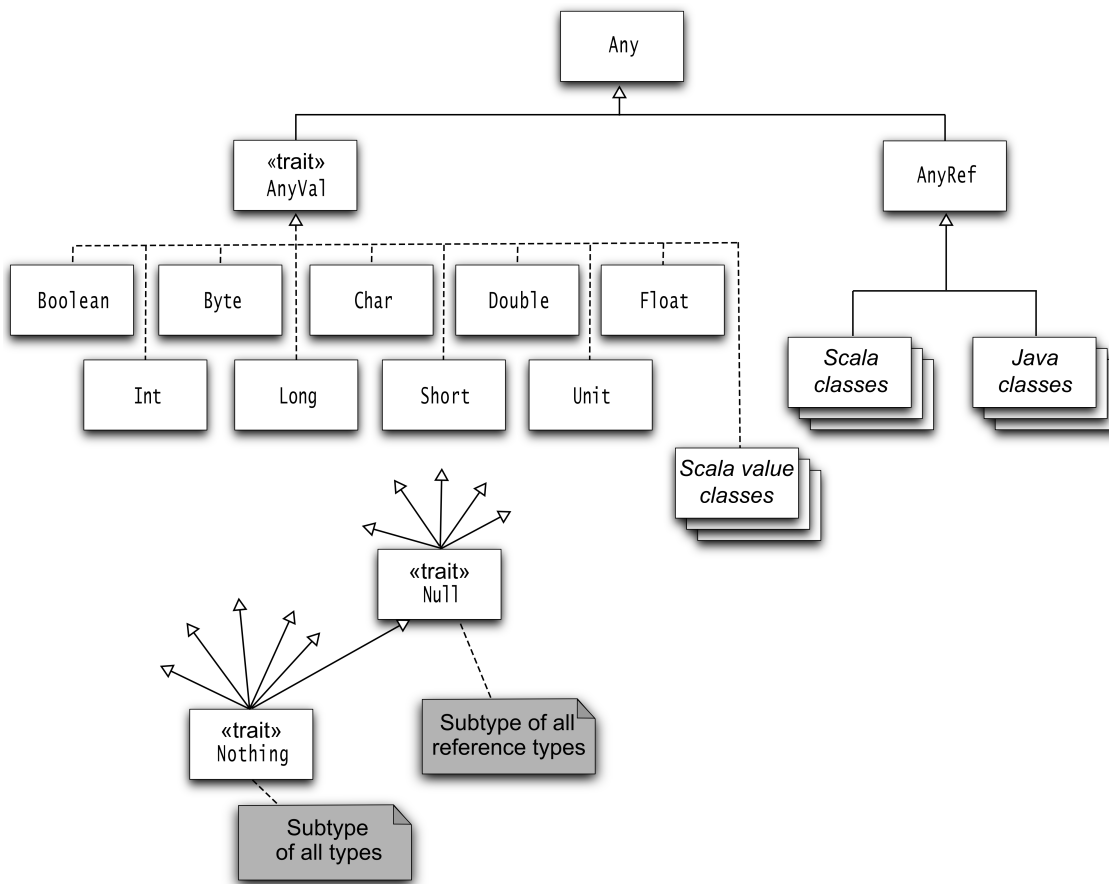 Any
«trait»
AnyVal
AnyRef
Boolean
Byte
Char
Double
Float
Int
Long
Short
Unit
Scala
classes
Java
classes
Scala value
classes
«trait»
Null
«trait»
Nothing
Subtype of all
reference types
Subtype
of all types